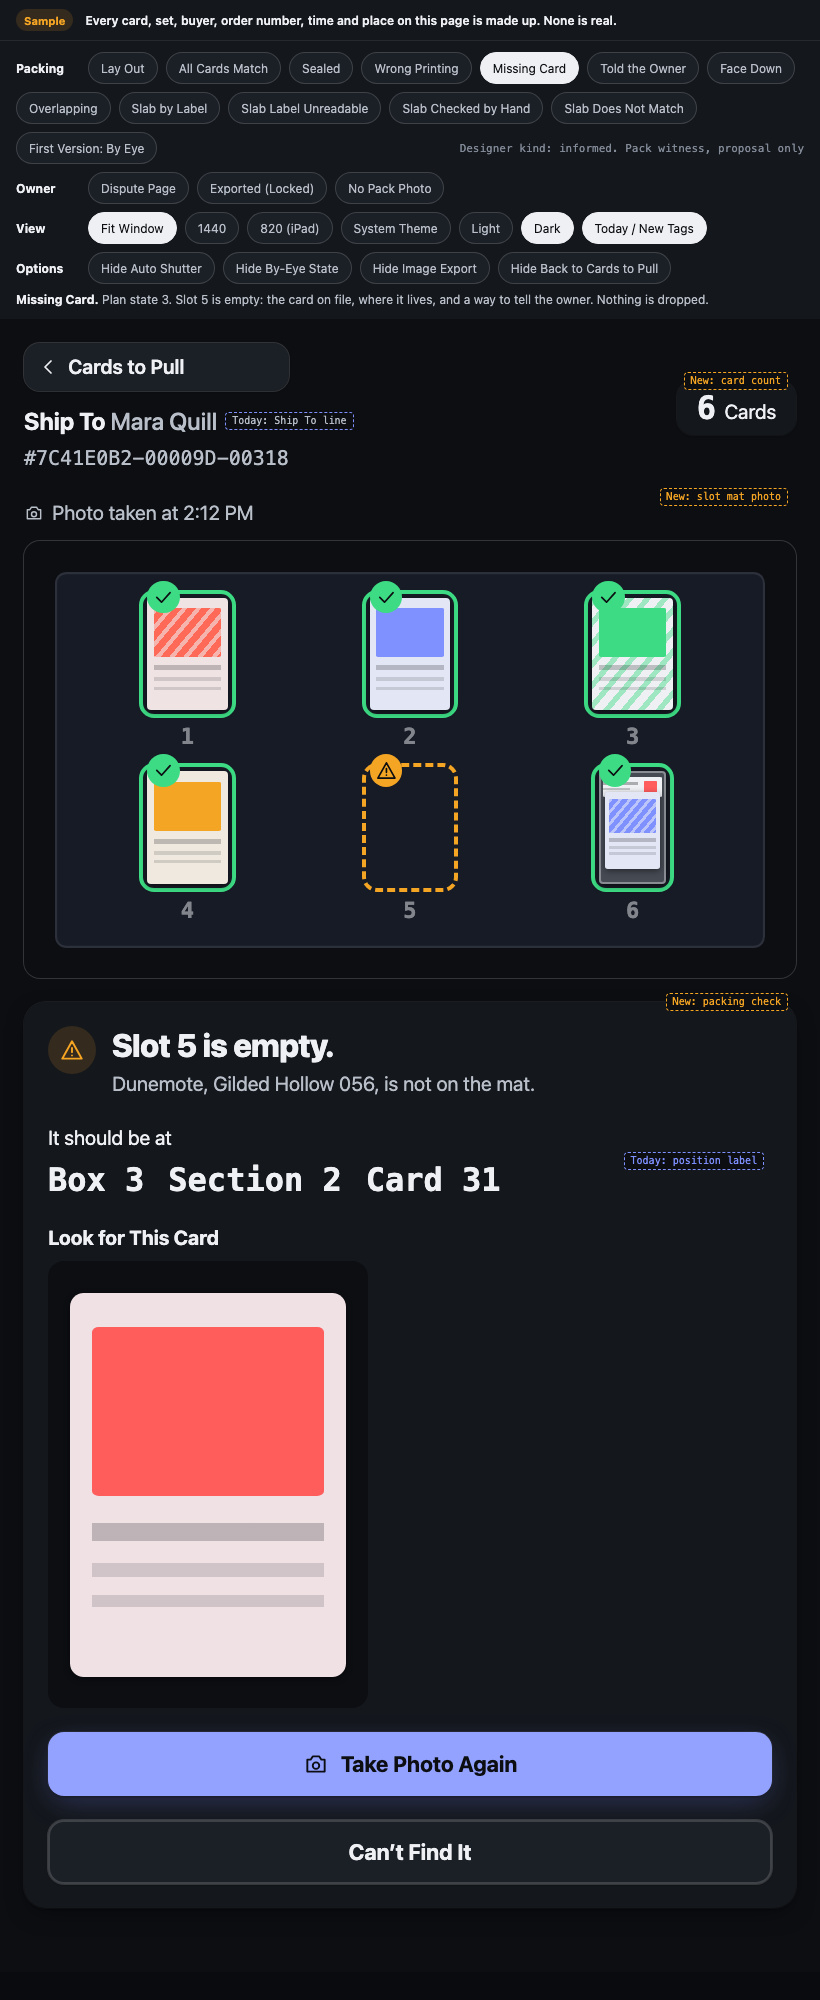 Sample Every card, set, buyer, order number, time and place on this page is made up. None is real.
Packing Lay Out All Cards Match Sealed Wrong Printing Missing Card Told the Owner Face Down
Overlapping Slab by Label Slab Label Unreadable Slab Checked by Hand Slab Does Not Match
First Version: By Eye Designer kind: informed. Pack witness, proposal only
Owner Dispute Page Exported (Locked) No Pack Photo
View Fit Window 1440 820 (iPad) System Theme Light Dark Today / New Tags
Options Hide Auto Shutter Hide By-Eye State Hide Image Export Hide Back to Cards to Pull
Missing Card. Plan state 3. Slot 5 is empty: the card on file, where it lives, and a way to tell the owner. Nothing is dropped.
Cards to Pull
New: card count
Ship To Mara Quill Today: Ship To line
6 Cards
#7C41E0B2-00009D-00318
New: slot mat photo
Photo taken at 2:12 PM
1 2 3
4 5 6
New: packing check
Slot 5 is empty.
Dunemote, Gilded Hollow 056, is not on the mat.
It should be at
Today: position label
Box 3 Section 2 Card 31
Look for This Card
Take Photo Again
Can’t Find It